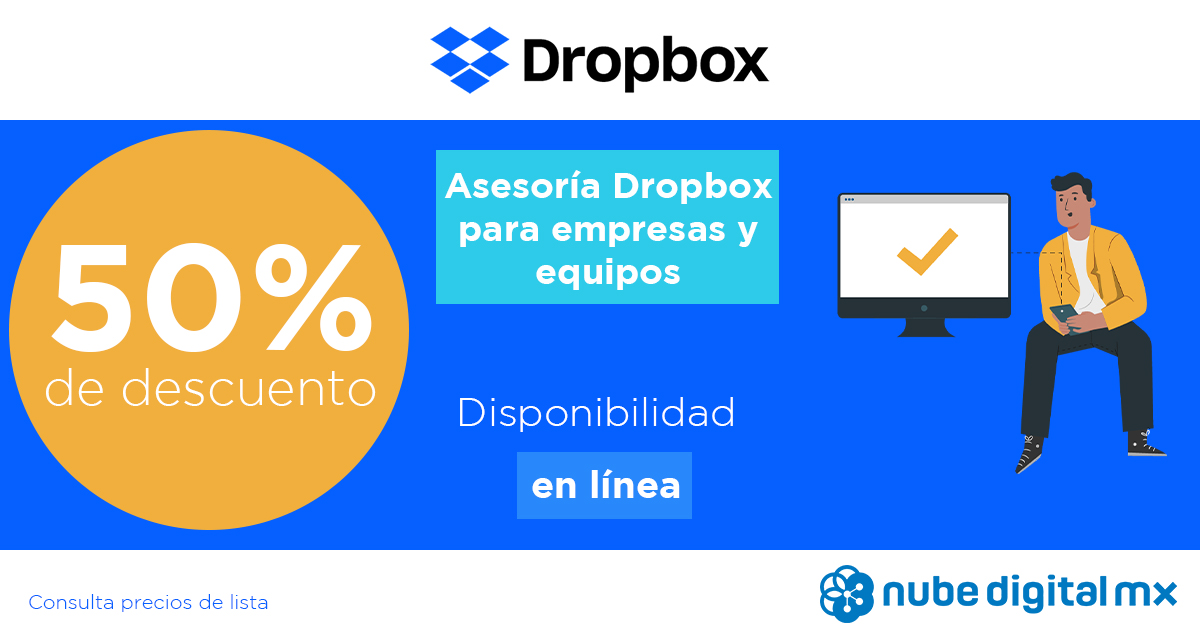 Dropbox
50%
de descuento
Asesoría Dropbox
para empresas y
equipos
Disponibilidad
en línea
Consulta precios de lista
nube digital mx